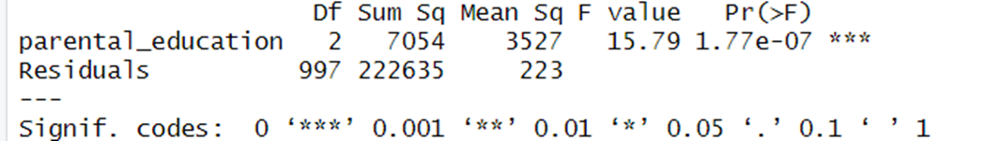 Df Sum Sq Mean Sq F value Pr(>F)
parental_education 2 7054 3527 15.79 1.77e-07 ***
Residuals 997 222635 223
---
Signif. codes: 0 ‘***’ 0.001 ‘**’ 0.01 ‘*’ 0.05 ‘.’ 0.1 ‘ ’ 1